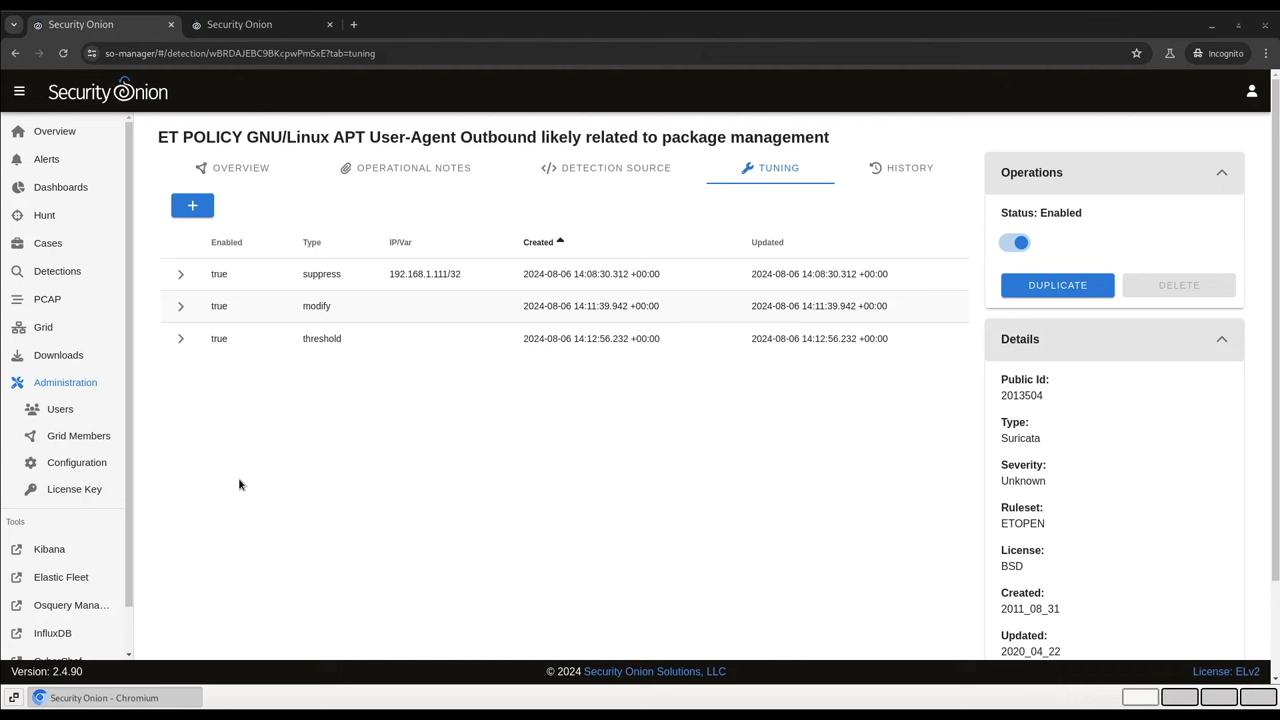 Security Onion
Security Onion
so-manager/#/detection/wBRDAJEBC9BKcpwPmSxE?tab=tuning
Incognito
Security Onion
Overview
Alerts
Dashboards
Hunt
Cases
Detections
PCAP
Grid
Downloads
Administration
Users
Grid Members
Configuration
License Key
Tools
Kibana
Elastic Fleet
Osquery Mana...
InfluxDB
ET POLICY GNU/Linux APT User-Agent Outbound likely related to package management
OVERVIEW OPERATIONAL NOTES DETECTION SOURCE TUNING HISTORY
+
Enabled Type IP/Var Created Updated
true suppress 192.168.1.111/32 2024-08-06 14:08:30.312 +00:00 2024-08-06 14:08:30.312 +00:00
true modify 2024-08-06 14:11:39.942 +00:00 2024-08-06 14:11:39.942 +00:00
true threshold 2024-08-06 14:12:56.232 +00:00 2024-08-06 14:12:56.232 +00:00
Operations
Status: Enabled
DUPLICATE DELETE
Details
Public Id:
2013504
Type:
Suricata
Severity:
Unknown
Ruleset:
ETOPEN
License:
BSD
Created:
2011_08_31
Updated:
2020_04_22
Version: 2.4.90 © 2024 Security Onion Solutions, LLC License: ELv2
Security Onion - Chromium